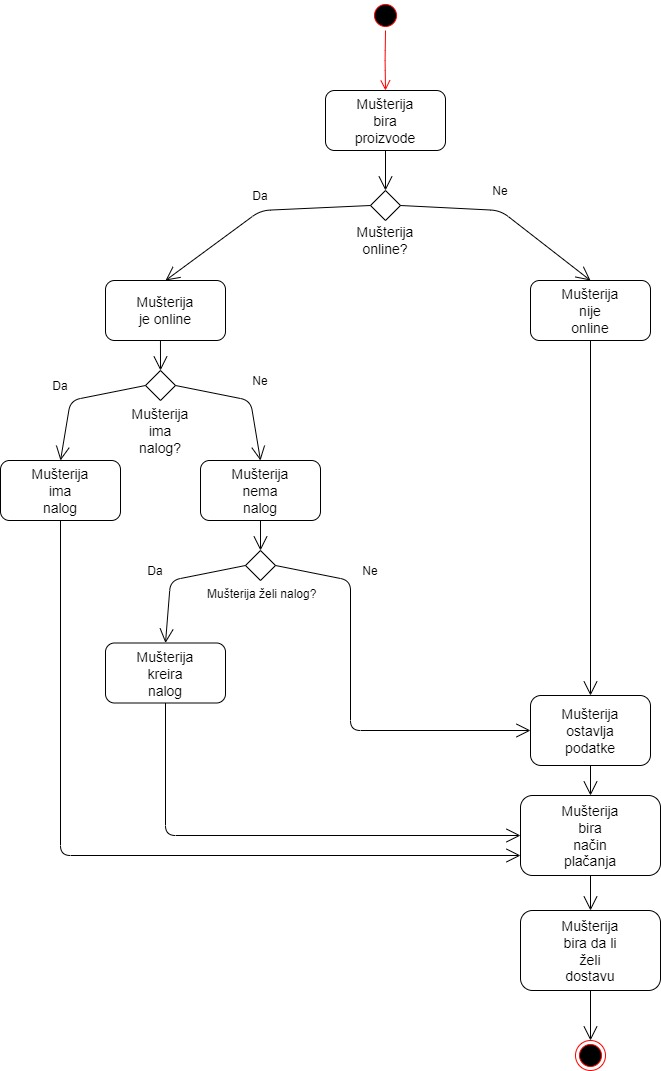 Mušterija
bira
proizvode
Da
Ne
Mušterija
online?
Mušterija
je online
Mušterija
nije
online
Da
Ne
Mušterija
ima
nalog?
Mušterija
ima
nalog
Mušterija
nema
nalog
Da
Ne
Mušterija želi nalog?
Mušterija
kreira
nalog
Mušterija
ostavlja
podatke
Mušterija
bira
način
plačanja
Mušterija
bira da li
želi
dostavu